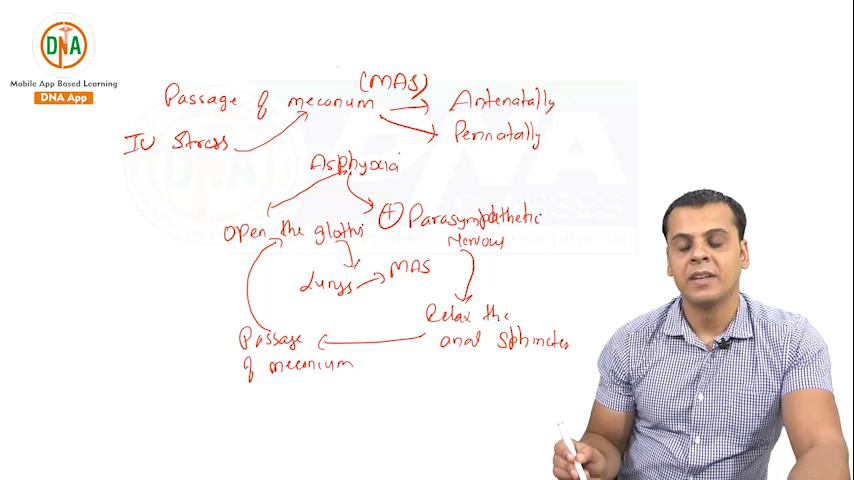 DNA
Mobile App Based Learning
DNA App
(MAS)
Passage of meconium
Antenatally
IU Stress
Perinatally
Asphyxia
Open the glottis
+ Parasympathetic
Nervous
Lungs
MAS
Relax the
anal Sphincter
Passage
of meconium